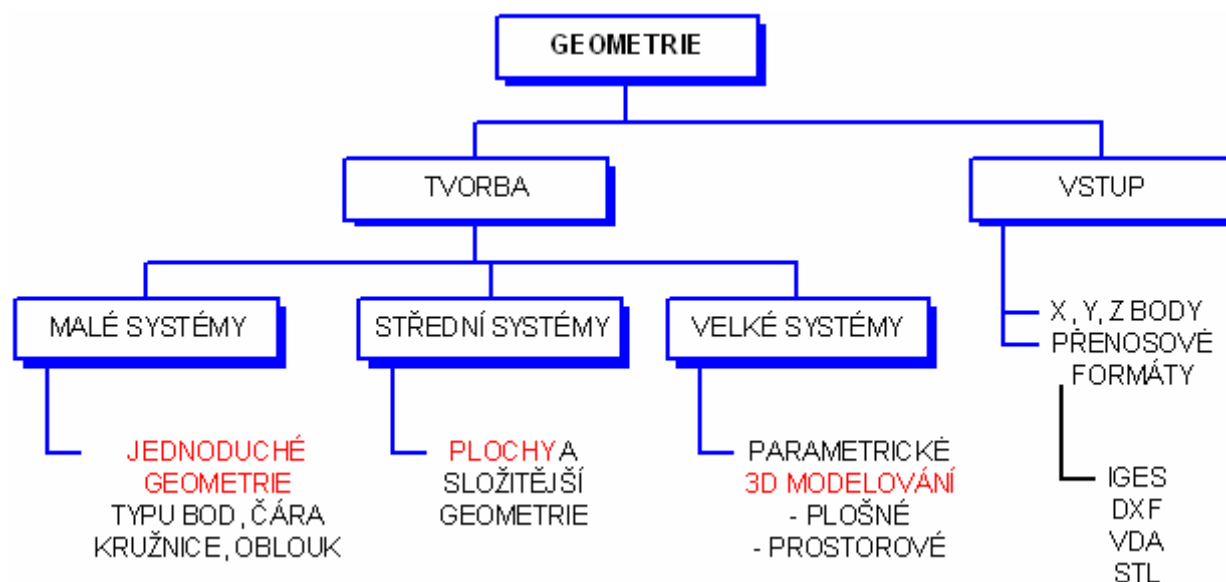 GEOMETRIE
TVORBA
VSTUP
MALÉ SYSTÉMY
STŘEDNÍ SYSTÉMY
VELKÉ SYSTÉMY
X, Y, Z BODY
PŘENOSOVÉ
FORMÁTY
JEDNODUCHÉ
GEOMETRIE
TYPU BOD, ČÁRA
KRUŽNICE, OBLOUK
PLOCHY A
SLOŽITĚJŠÍ
GEOMETRIE
PARAMETRICKÉ
3D MODELOVÁNÍ
- PLOŠNÉ
- PROSTOROVÉ
IGES
DXF
VDA
STL